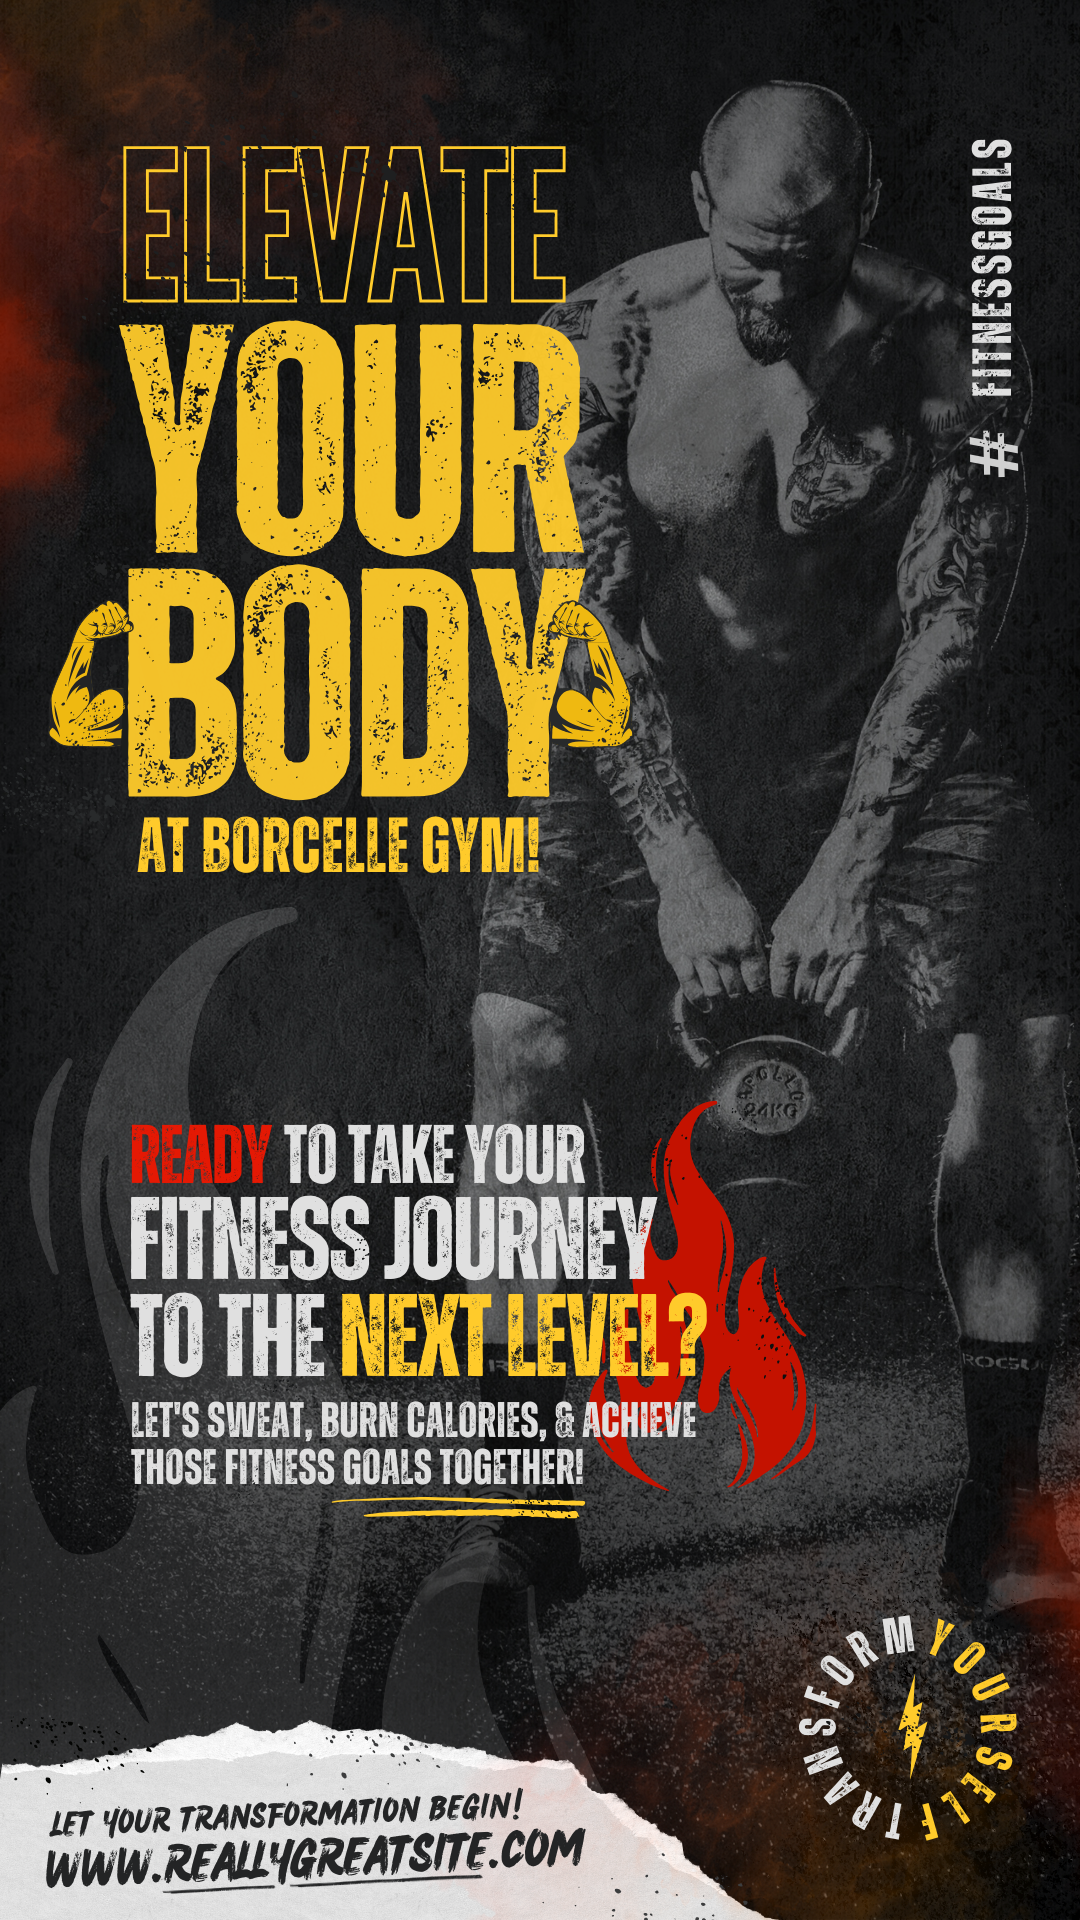 ELEVATE
YOUR
BODY
AT BORCELLE GYM!
# FITNESSGOALS
APOLLO
24KG
READY TO TAKE YOUR
FITNESS JOURNEY
TO THE NEXT LEVEL?
LET'S SWEAT, BURN CALORIES, & ACHIEVE
THOSE FITNESS GOALS TOGETHER!
TRANSFORM YOURSELF
LET YOUR TRANSFORMATION BEGIN!
WWW.REALLYGREATSITE.COM